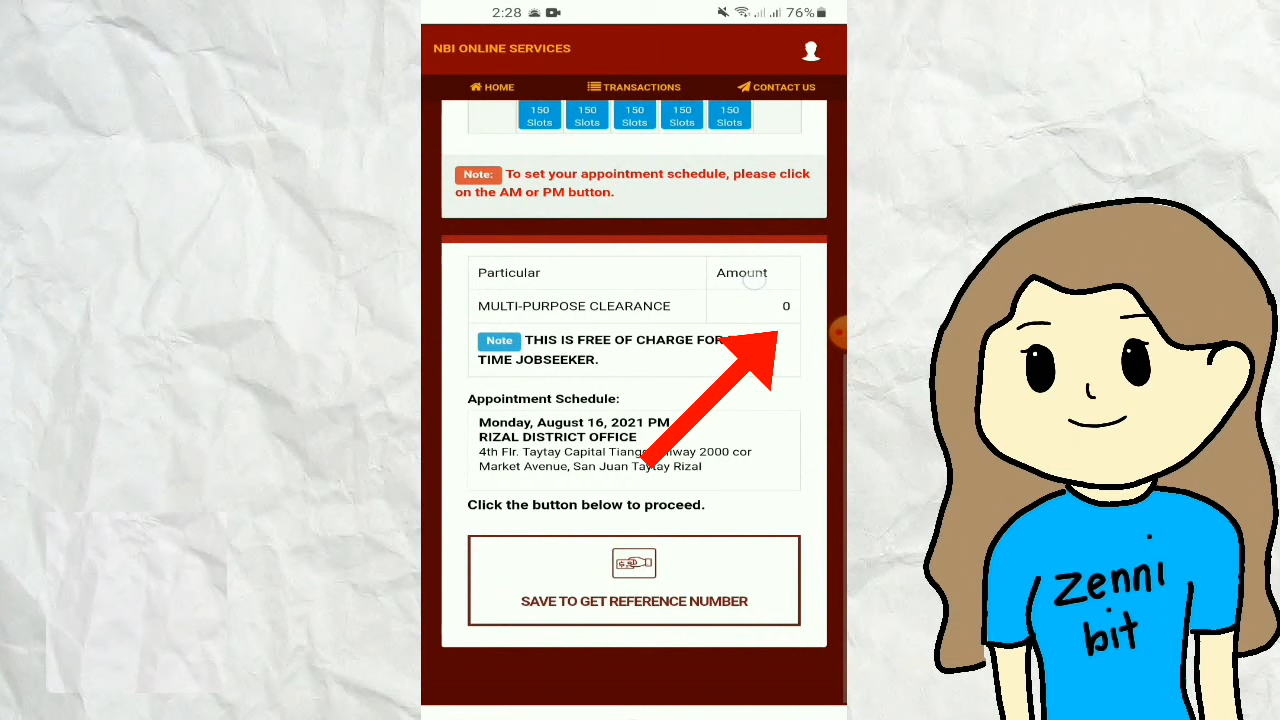 2:28 76%
NBI ONLINE SERVICES
HOME TRANSACTIONS CONTACT US
150 150 150 150 150
Slots Slots Slots Slots Slots
Note: To set your appointment schedule, please click
on the AM or PM button.
Particular Amount
MULTI-PURPOSE CLEARANCE 0
Note THIS IS FREE OF CHARGE FOR
TIME JOBSEEKER.
Appointment Schedule:
Monday, August 16, 2021 PM
RIZAL DISTRICT OFFICE
4th Flr. Taytay Capital 2000 cor
Market Avenue, San Juan Taytay Rizal
Click the button below to proceed.
SAVE TO GET REFERENCE NUMBER
Zenni
bit